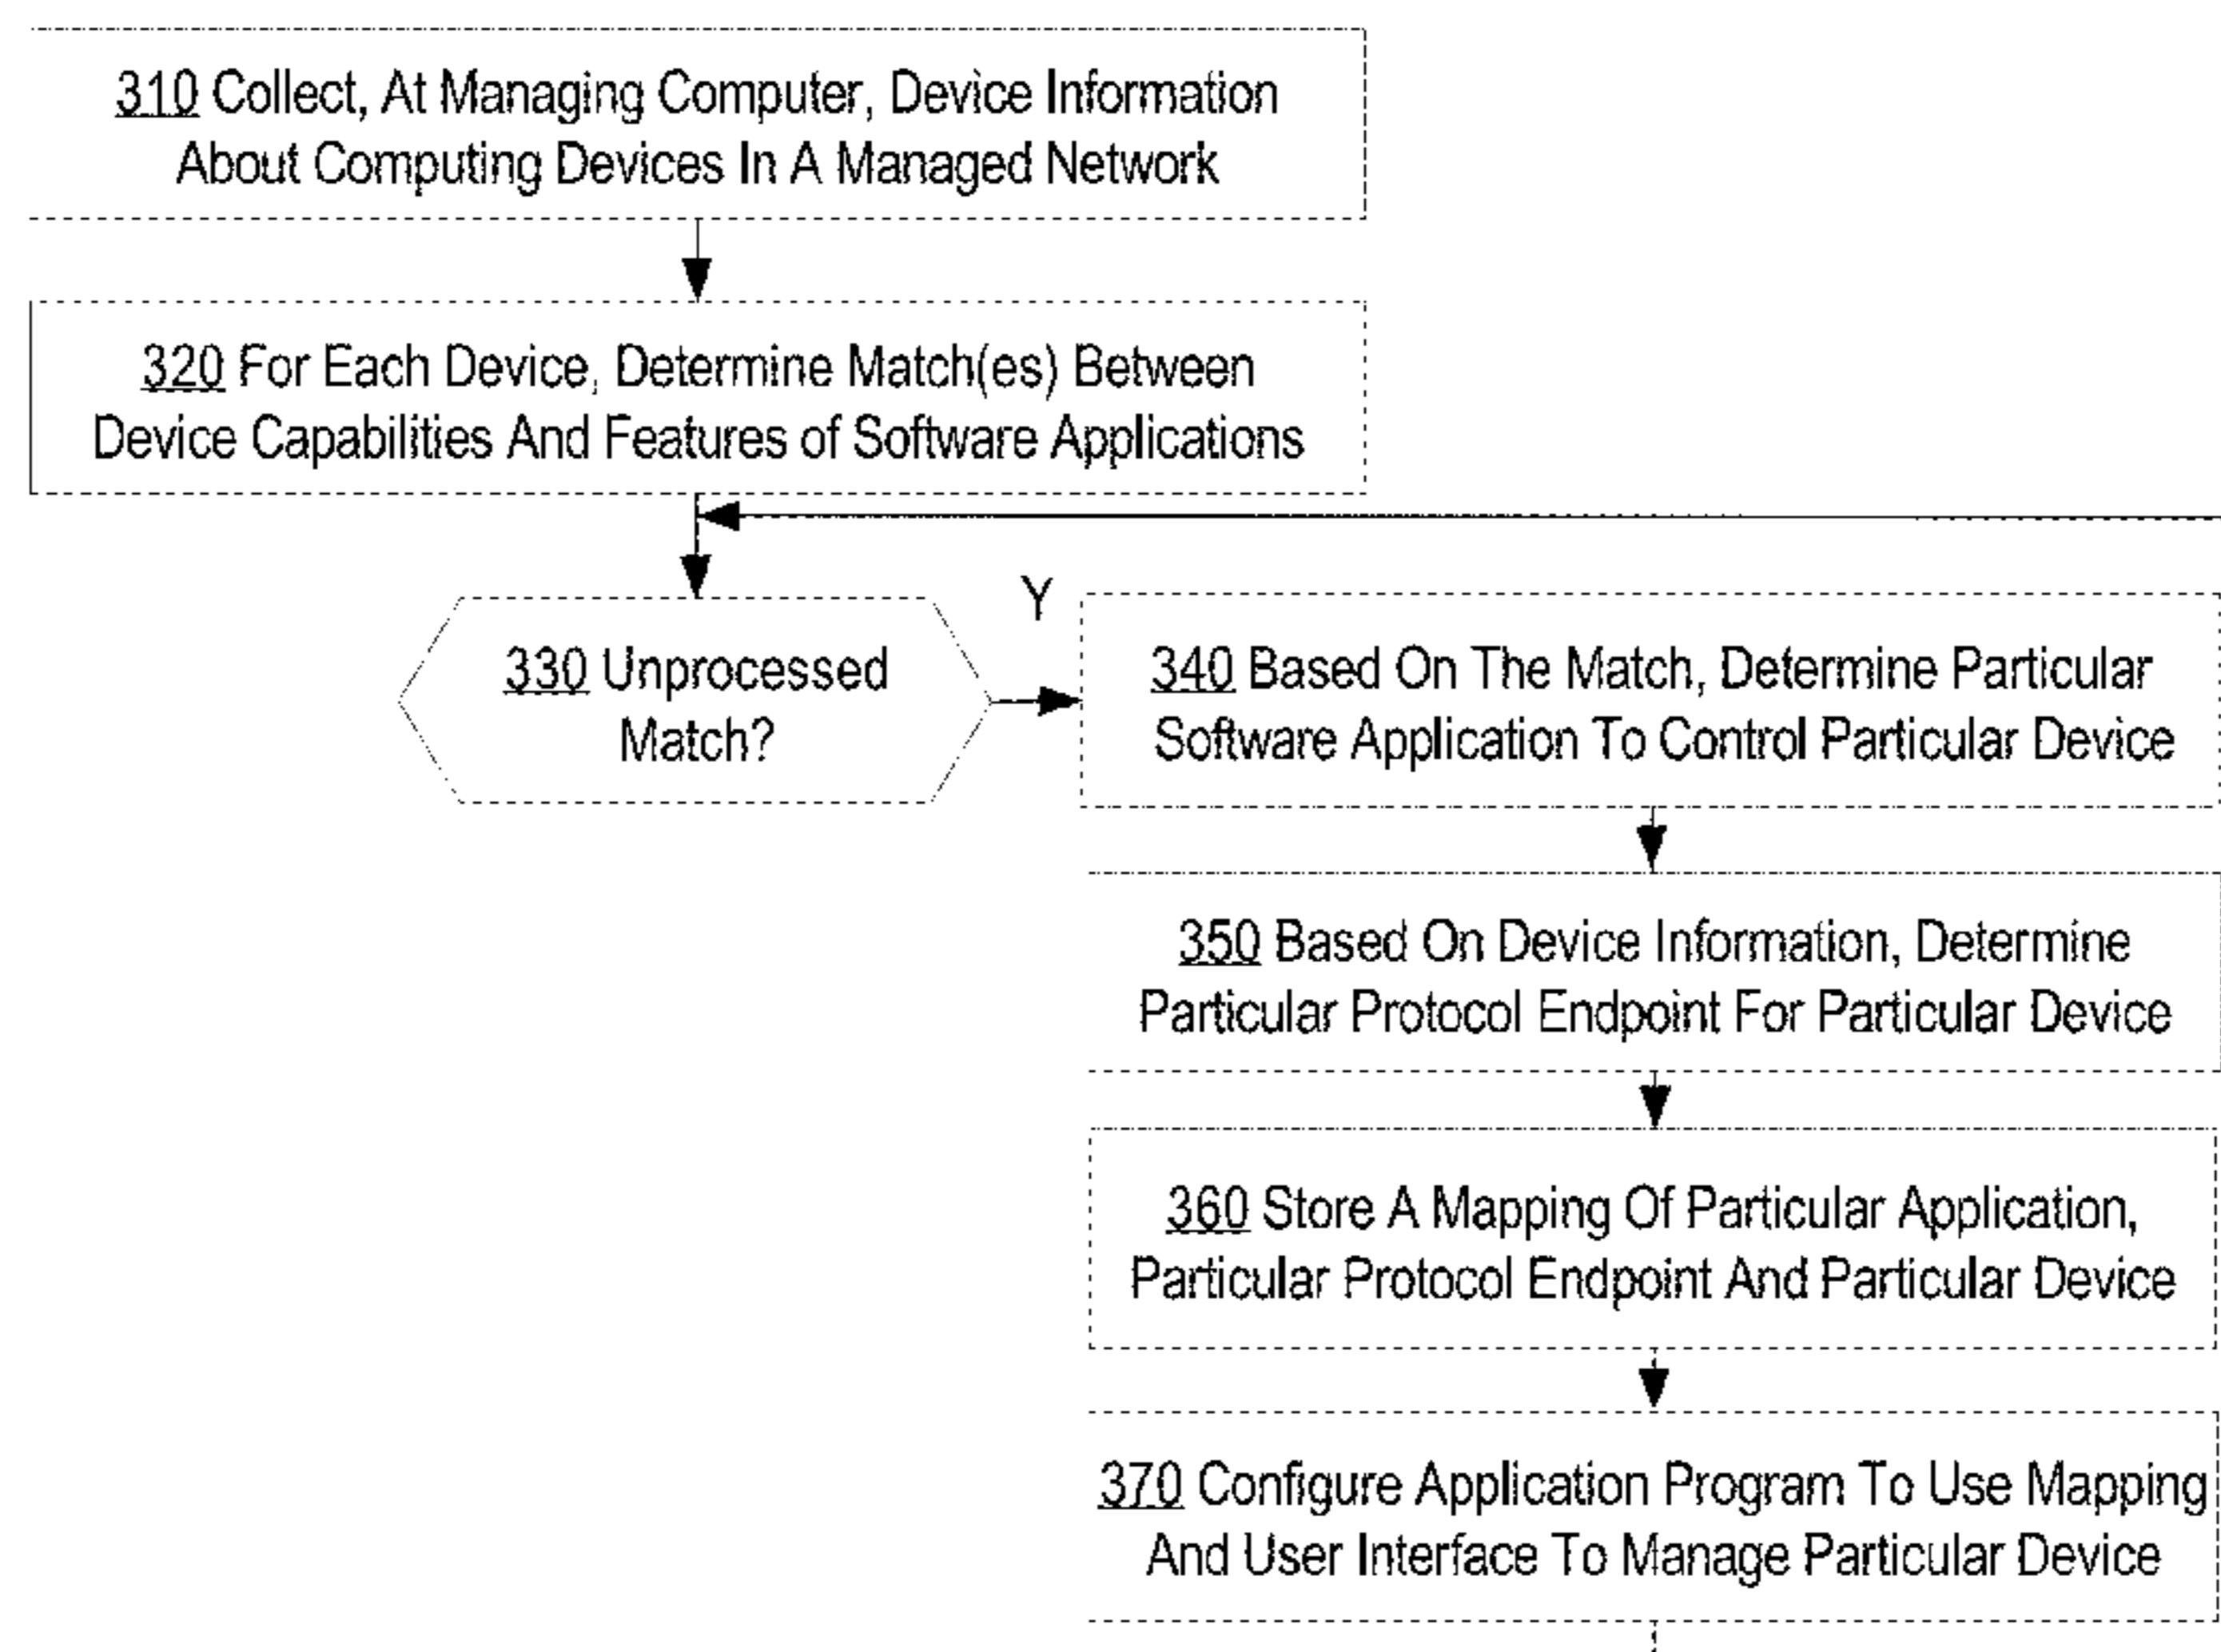 310 Collect, At Managing Computer, Device Information
About Computing Devices In A Managed Network
320 For Each Device, Determine Match(es) Between
Device Capabilities And Features of Software Applications
330 Unprocessed
Match?
Y
340 Based On The Match, Determine Particular
Software Application To Control Particular Device
350 Based On Device Information, Determine
Particular Protocol Endpoint For Particular Device
360 Store A Mapping Of Particular Application,
Particular Protocol Endpoint And Particular Device
370 Configure Application Program To Use Mapping
And User Interface To Manage Particular Device